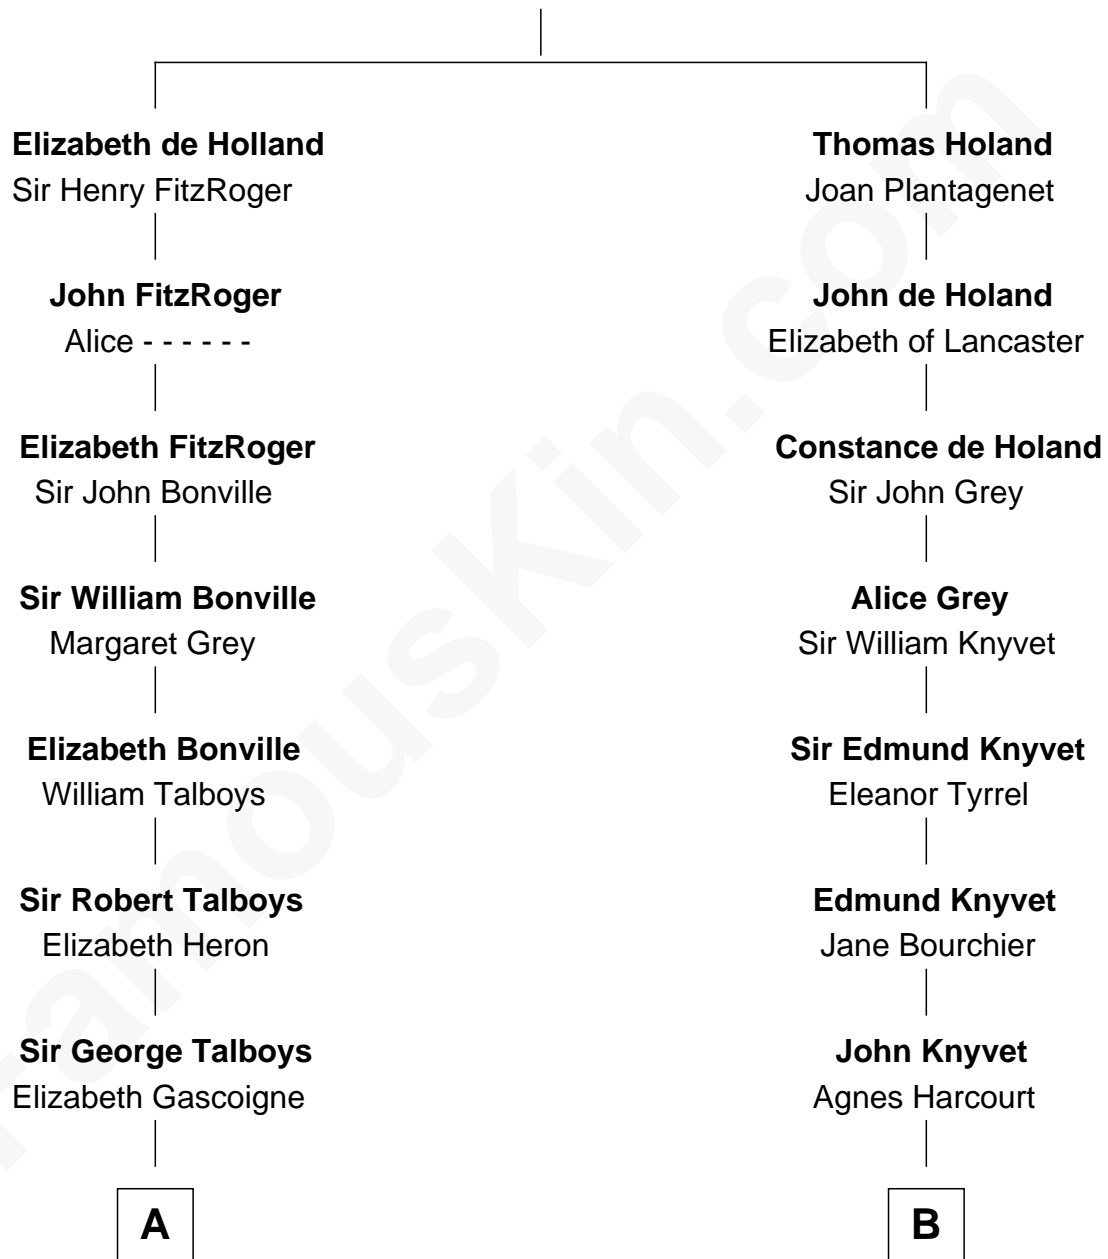 Elizabeth de Holland
Sir Henry FitzRoger
John FitzRoger
Alice - - - - - -
Elizabeth FitzRoger
Sir John Bonville
Sir William Bonville
Margaret Grey
Elizabeth Bonville
William Talboys
Sir Robert Talboys
Elizabeth Heron
Sir George Talboys
Elizabeth Gascoigne
A
Thomas Holand
Joan Plantagenet
John de Holand
Elizabeth of Lancaster
Constance de Holand
Sir John Grey
Alice Grey
Sir William Knyvet
Sir Edmund Knyvet
Eleanor Tyrrel
Edmund Knyvet
Jane Bourchier
John Knyvet
Agnes Harcourt
B
FamousKin.com